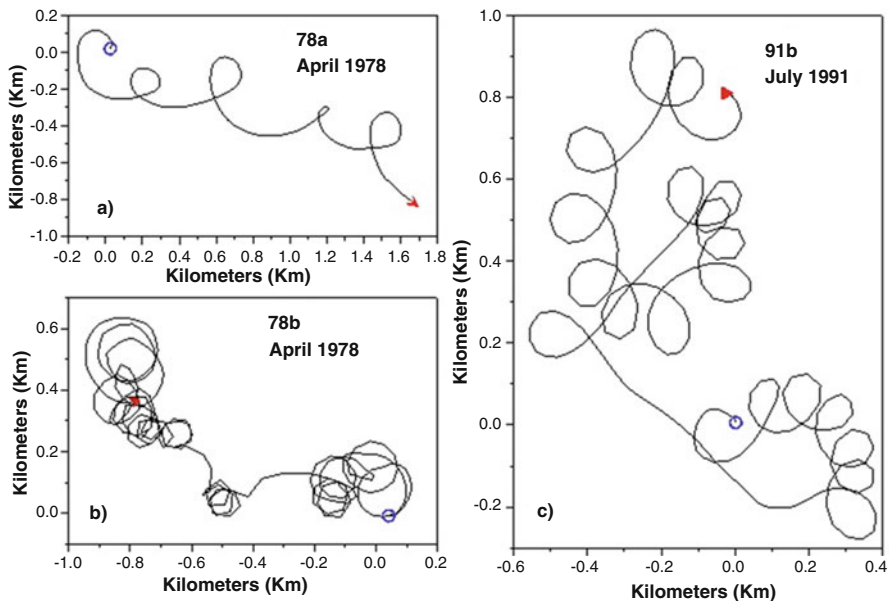 0.2
0.0
-0.2
-0.4
-0.6
-0.8
-1.0
Kilometers (Km)
78a
April 1978
a)
-0.2 0.0 0.2 0.4 0.6 0.8 1.0 1.2 1.4 1.6 1.8
Kilometers (Km)
0.6
0.4
0.2
0.0
Kilometers (Km)
78b
April 1978
b)
-1.0 -0.8 -0.6 -0.4 -0.2 0.0 0.2
Kilometers (Km)
1.0
0.8
0.6
0.4
0.2
0.0
-0.2
Kilometers (Km)
91b
July 1991
c)
-0.6 -0.4 -0.2 0.0 0.2 0.4
Kilometers (Km)